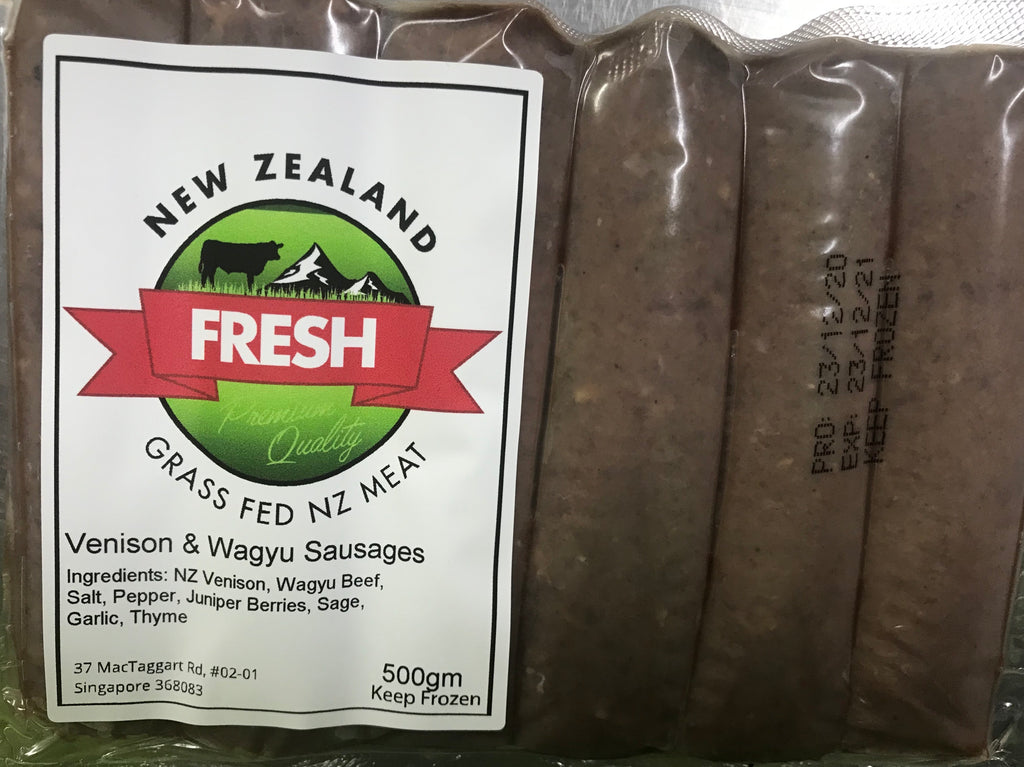 NEW ZEALAND
FRESH
Premium
Quality
GRASS FED NZ MEAT
Venison & Wagyu Sausages
Ingredients: NZ Venison, Wagyu Beef,
Salt, Pepper, Juniper Berries, Sage,
Garlic, Thyme
37 MacTaggart Rd, #02-01
Singapore 368083
500gm
Keep Frozen
PRO: 23/12/20
EXP: 23/12/21
KEEP FROZEN